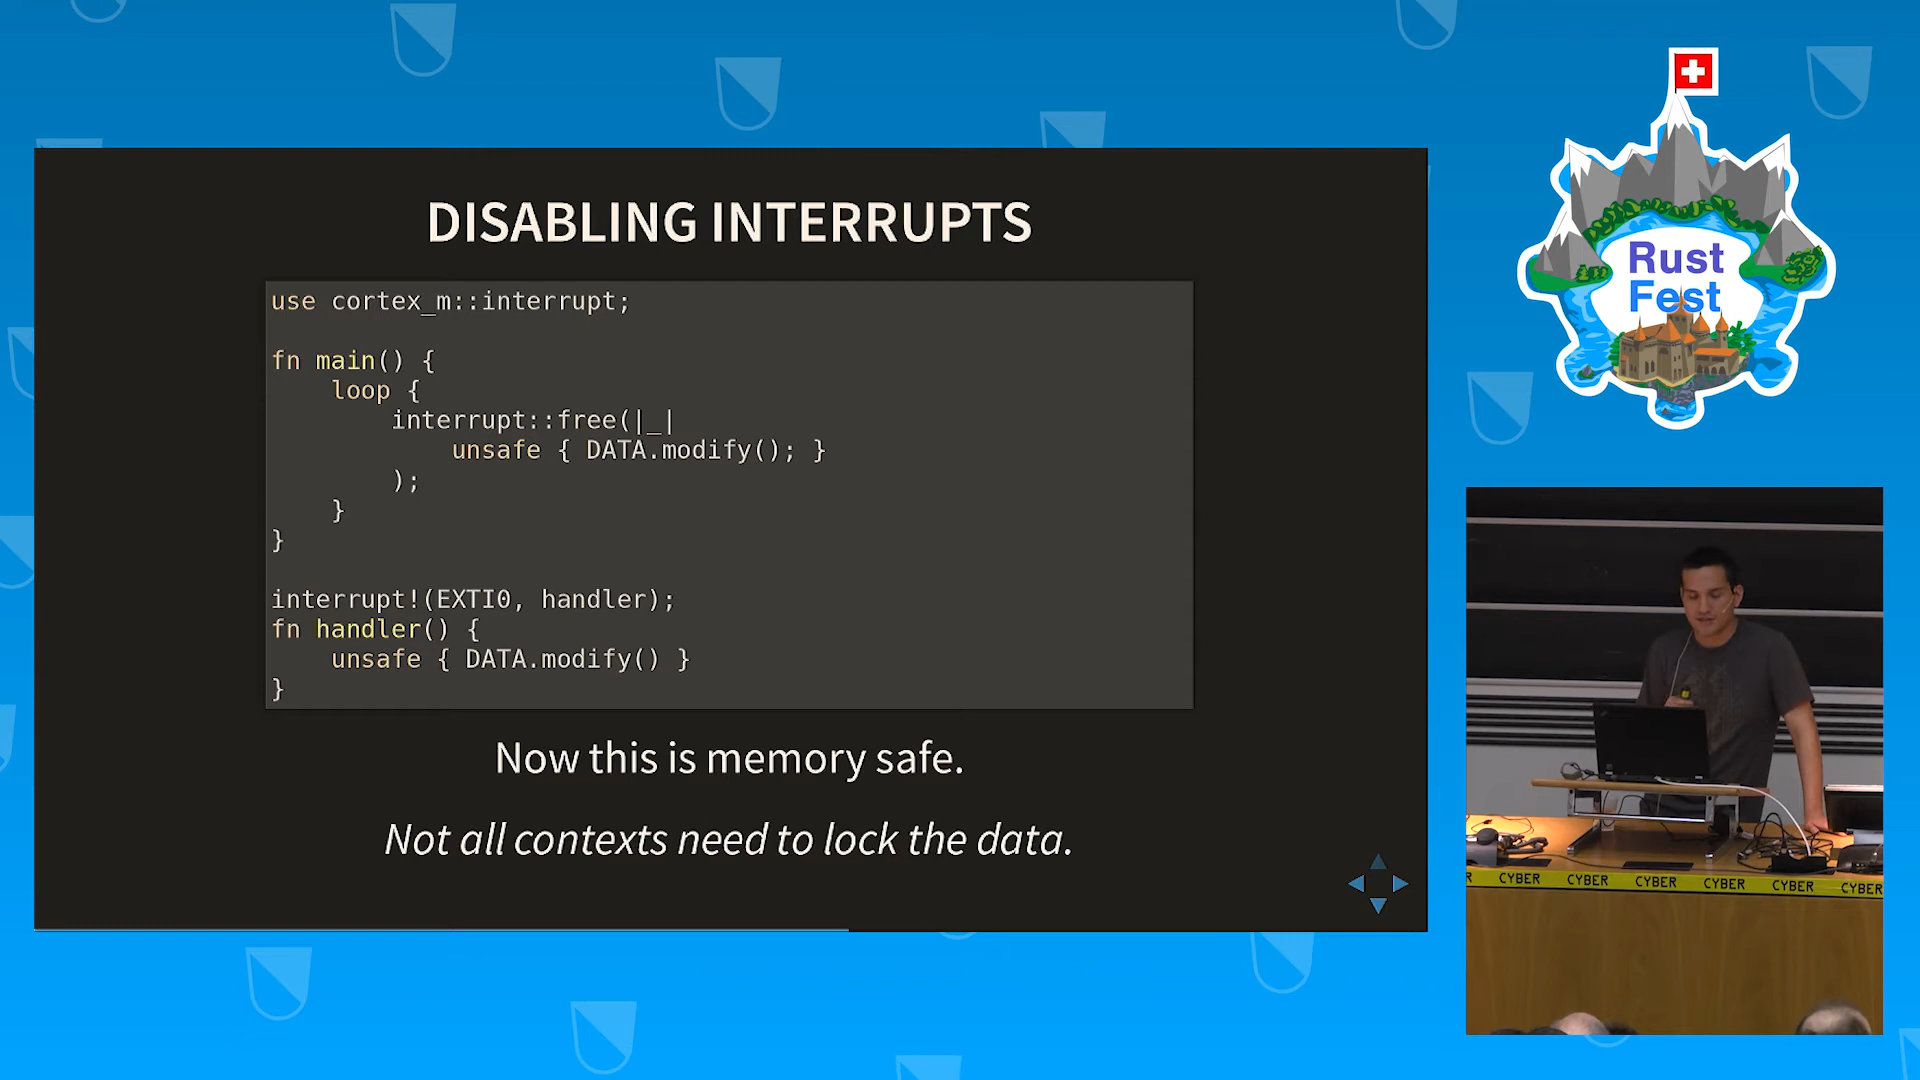 DISABLING INTERRUPTS
use cortex_m::interrupt;
fn main() {
    loop {
        interrupt::free(|_|
            unsafe { DATA.modify(); }
        );
    }
}
interrupt!(EXTI0, handler);
fn handler() {
    unsafe { DATA.modify() }
}
Now this is memory safe.
Not all contexts need to lock the data.
Rust
Fest
R CYBER CYBER CYBER CYBER CYBER CYBER